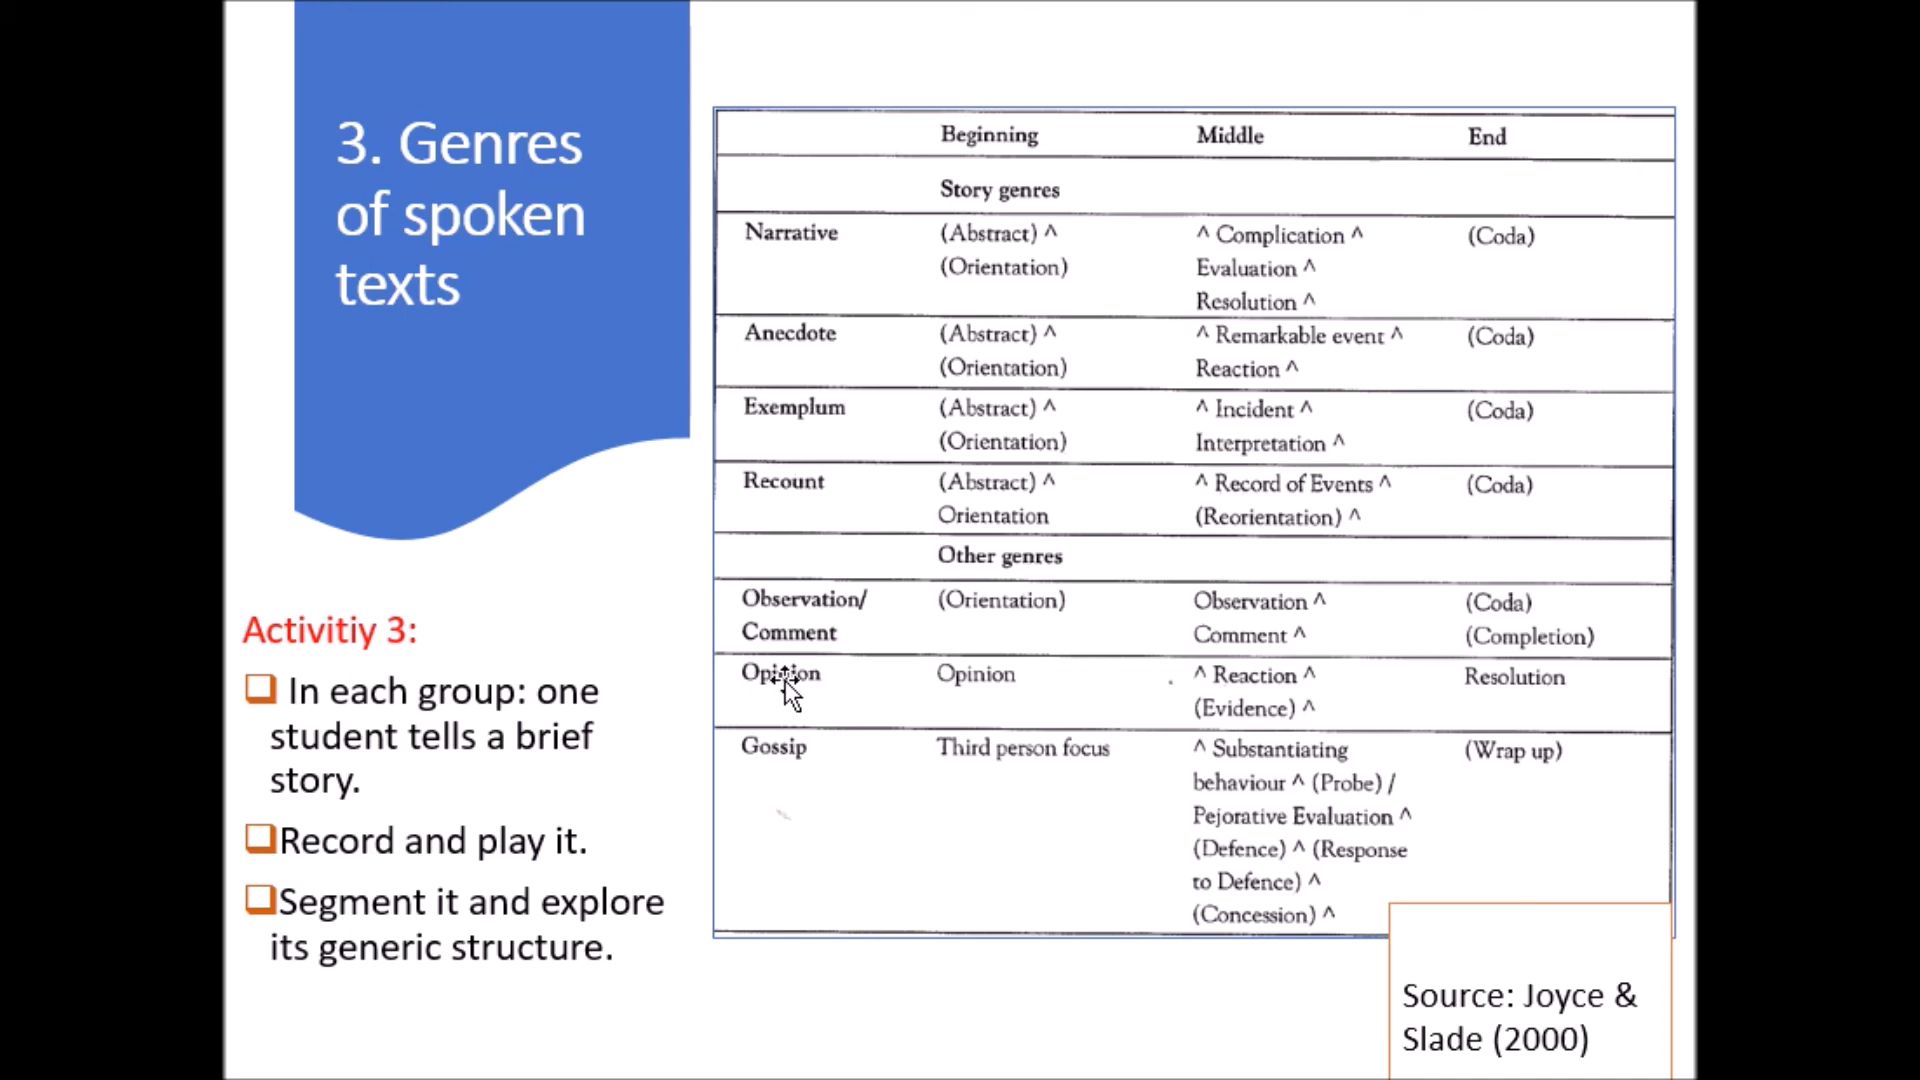 3. Genres
of spoken
texts
Activitiy 3:
In each group: one
student tells a brief
story.
Record and play it.
Segment it and explore
its generic structure.
Beginning Middle End
Story genres
Narrative (Abstract) ^ ^ Complication ^ (Coda)
(Orientation) Evaluation ^
Resolution ^
Anecdote (Abstract) ^ ^ Remarkable event ^ (Coda)
(Orientation) Reaction ^
Exemplum (Abstract) ^ ^ Incident ^ (Coda)
(Orientation) Interpretation ^
Recount (Abstract) ^ ^ Record of Events ^ (Coda)
Orientation (Reorientation) ^
Other genres
Observation/ (Orientation) Observation ^ (Coda)
Comment Comment ^ (Completion)
Opinion Opinion ^ Reaction ^ Resolution
(Evidence) ^
Gossip Third person focus ^ Substantiating (Wrap up)
behaviour ^ (Probe) /
Pejorative Evaluation ^
(Defence) ^ (Response
to Defence) ^
(Concession) ^
Source: Joyce &
Slade (2000)